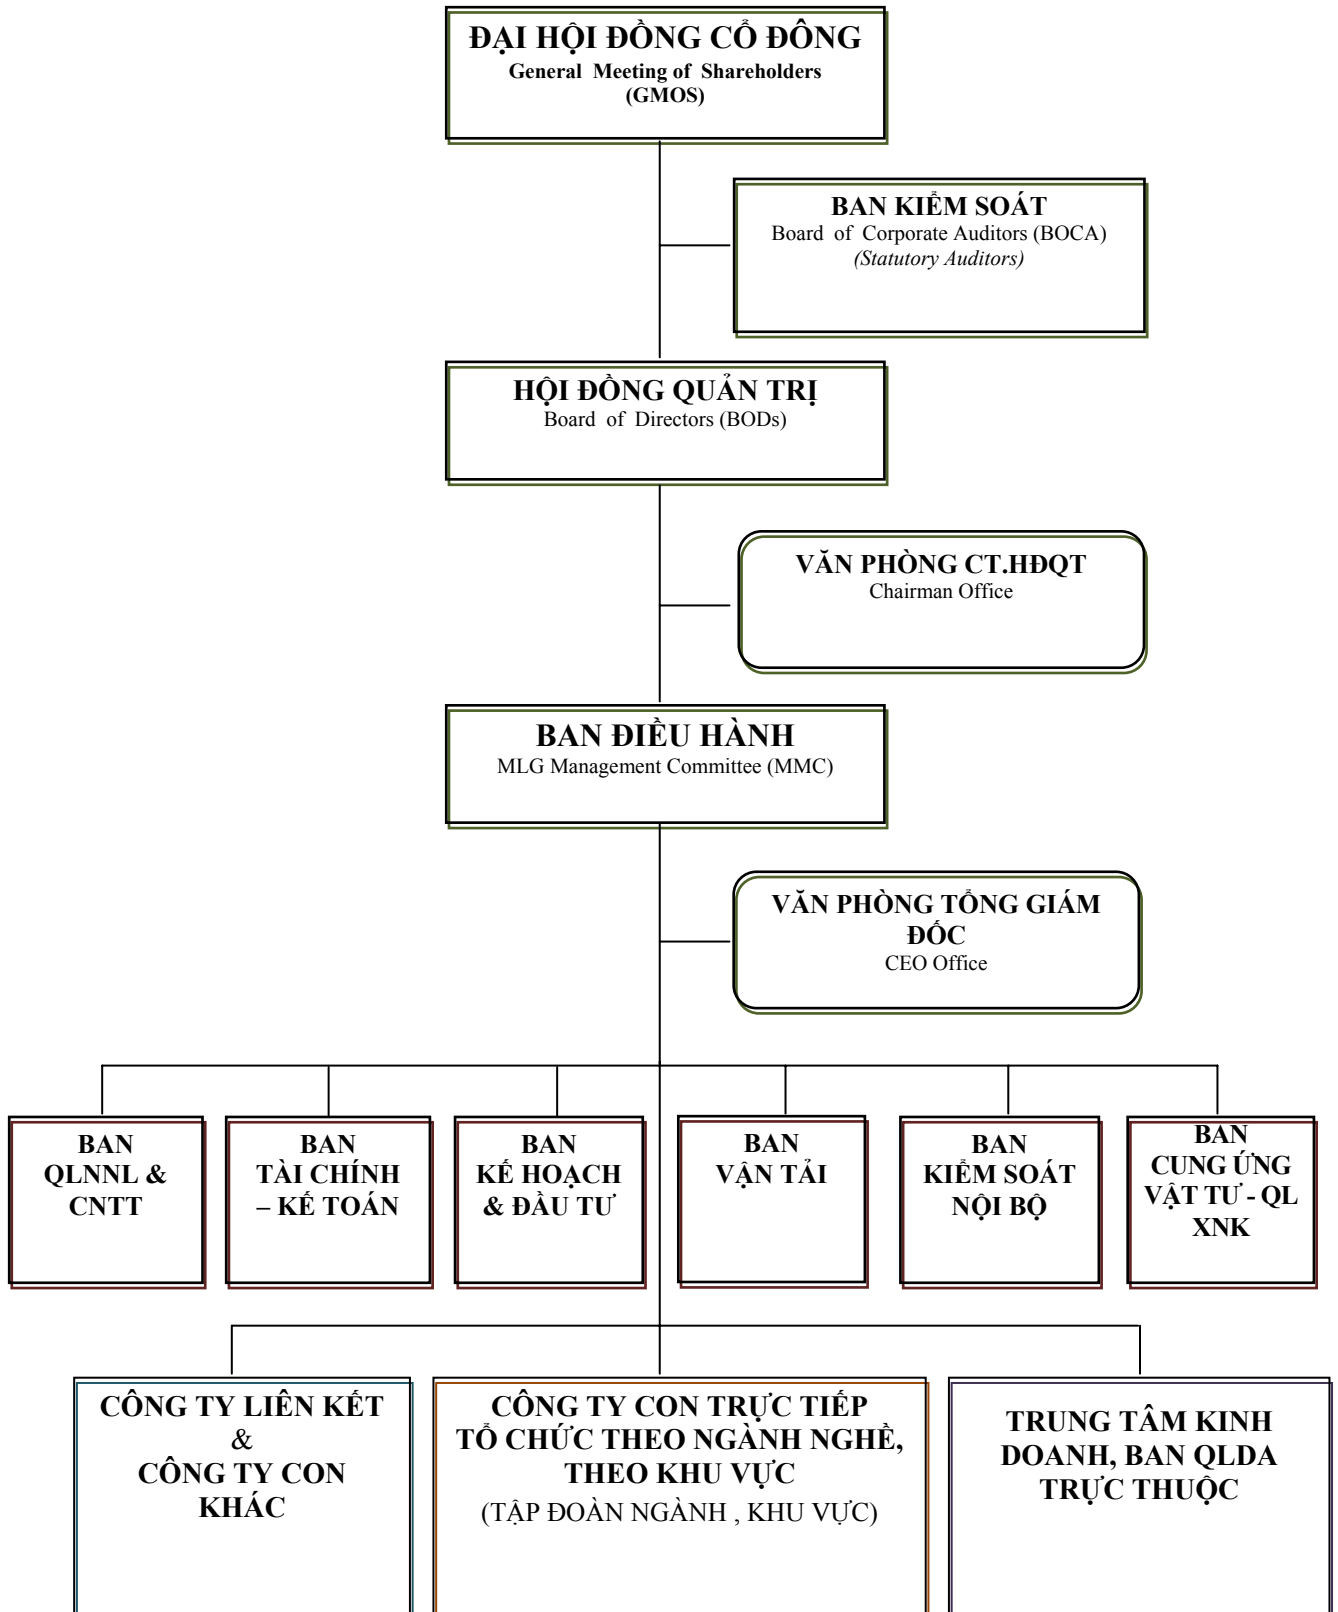 ĐẠI HỘI ĐỒNG CỔ ĐÔNG
General Meeting of Shareholders
(GMOS)
BAN KIỂM SOÁT
Board of Corporate Auditors (BOCA)
(Statutory Auditors)
HỘI ĐỒNG QUẢN TRỊ
Board of Directors (BODs)
VĂN PHÒNG CT.HĐQT
Chairman Office
BAN ĐIỀU HÀNH
MLG Management Committee (MMC)
VĂN PHÒNG TỔNG GIÁM
ĐỐC
CEO Office
BAN
QLNNL &
CNTT
BAN
TÀI CHÍNH
– KẾ TOÁN
BAN
KẾ HOẠCH
& ĐẦU TƯ
BAN
VẬN TẢI
BAN
KIỂM SOÁT
NỘI BỘ
BAN
CUNG ỨNG
VẬT TƯ - QL
XNK
CÔNG TY LIÊN KẾT
&
CÔNG TY CON
KHÁC
CÔNG TY CON TRỰC TIẾP
TỔ CHỨC THEO NGÀNH NGHỀ,
THEO KHU VỰC
(TẬP ĐOÀN NGÀNH , KHU VỰC)
TRUNG TÂM KINH
DOANH, BAN QLDA
TRỰC THUỘC